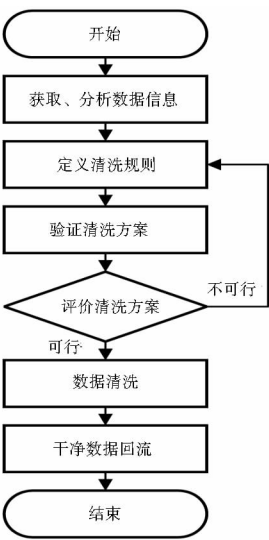 开始
获取、分析数据信息
定义清洗规则
验证清洗方案
评价清洗方案
不可行
可行
数据清洗
干净数据回流
结束